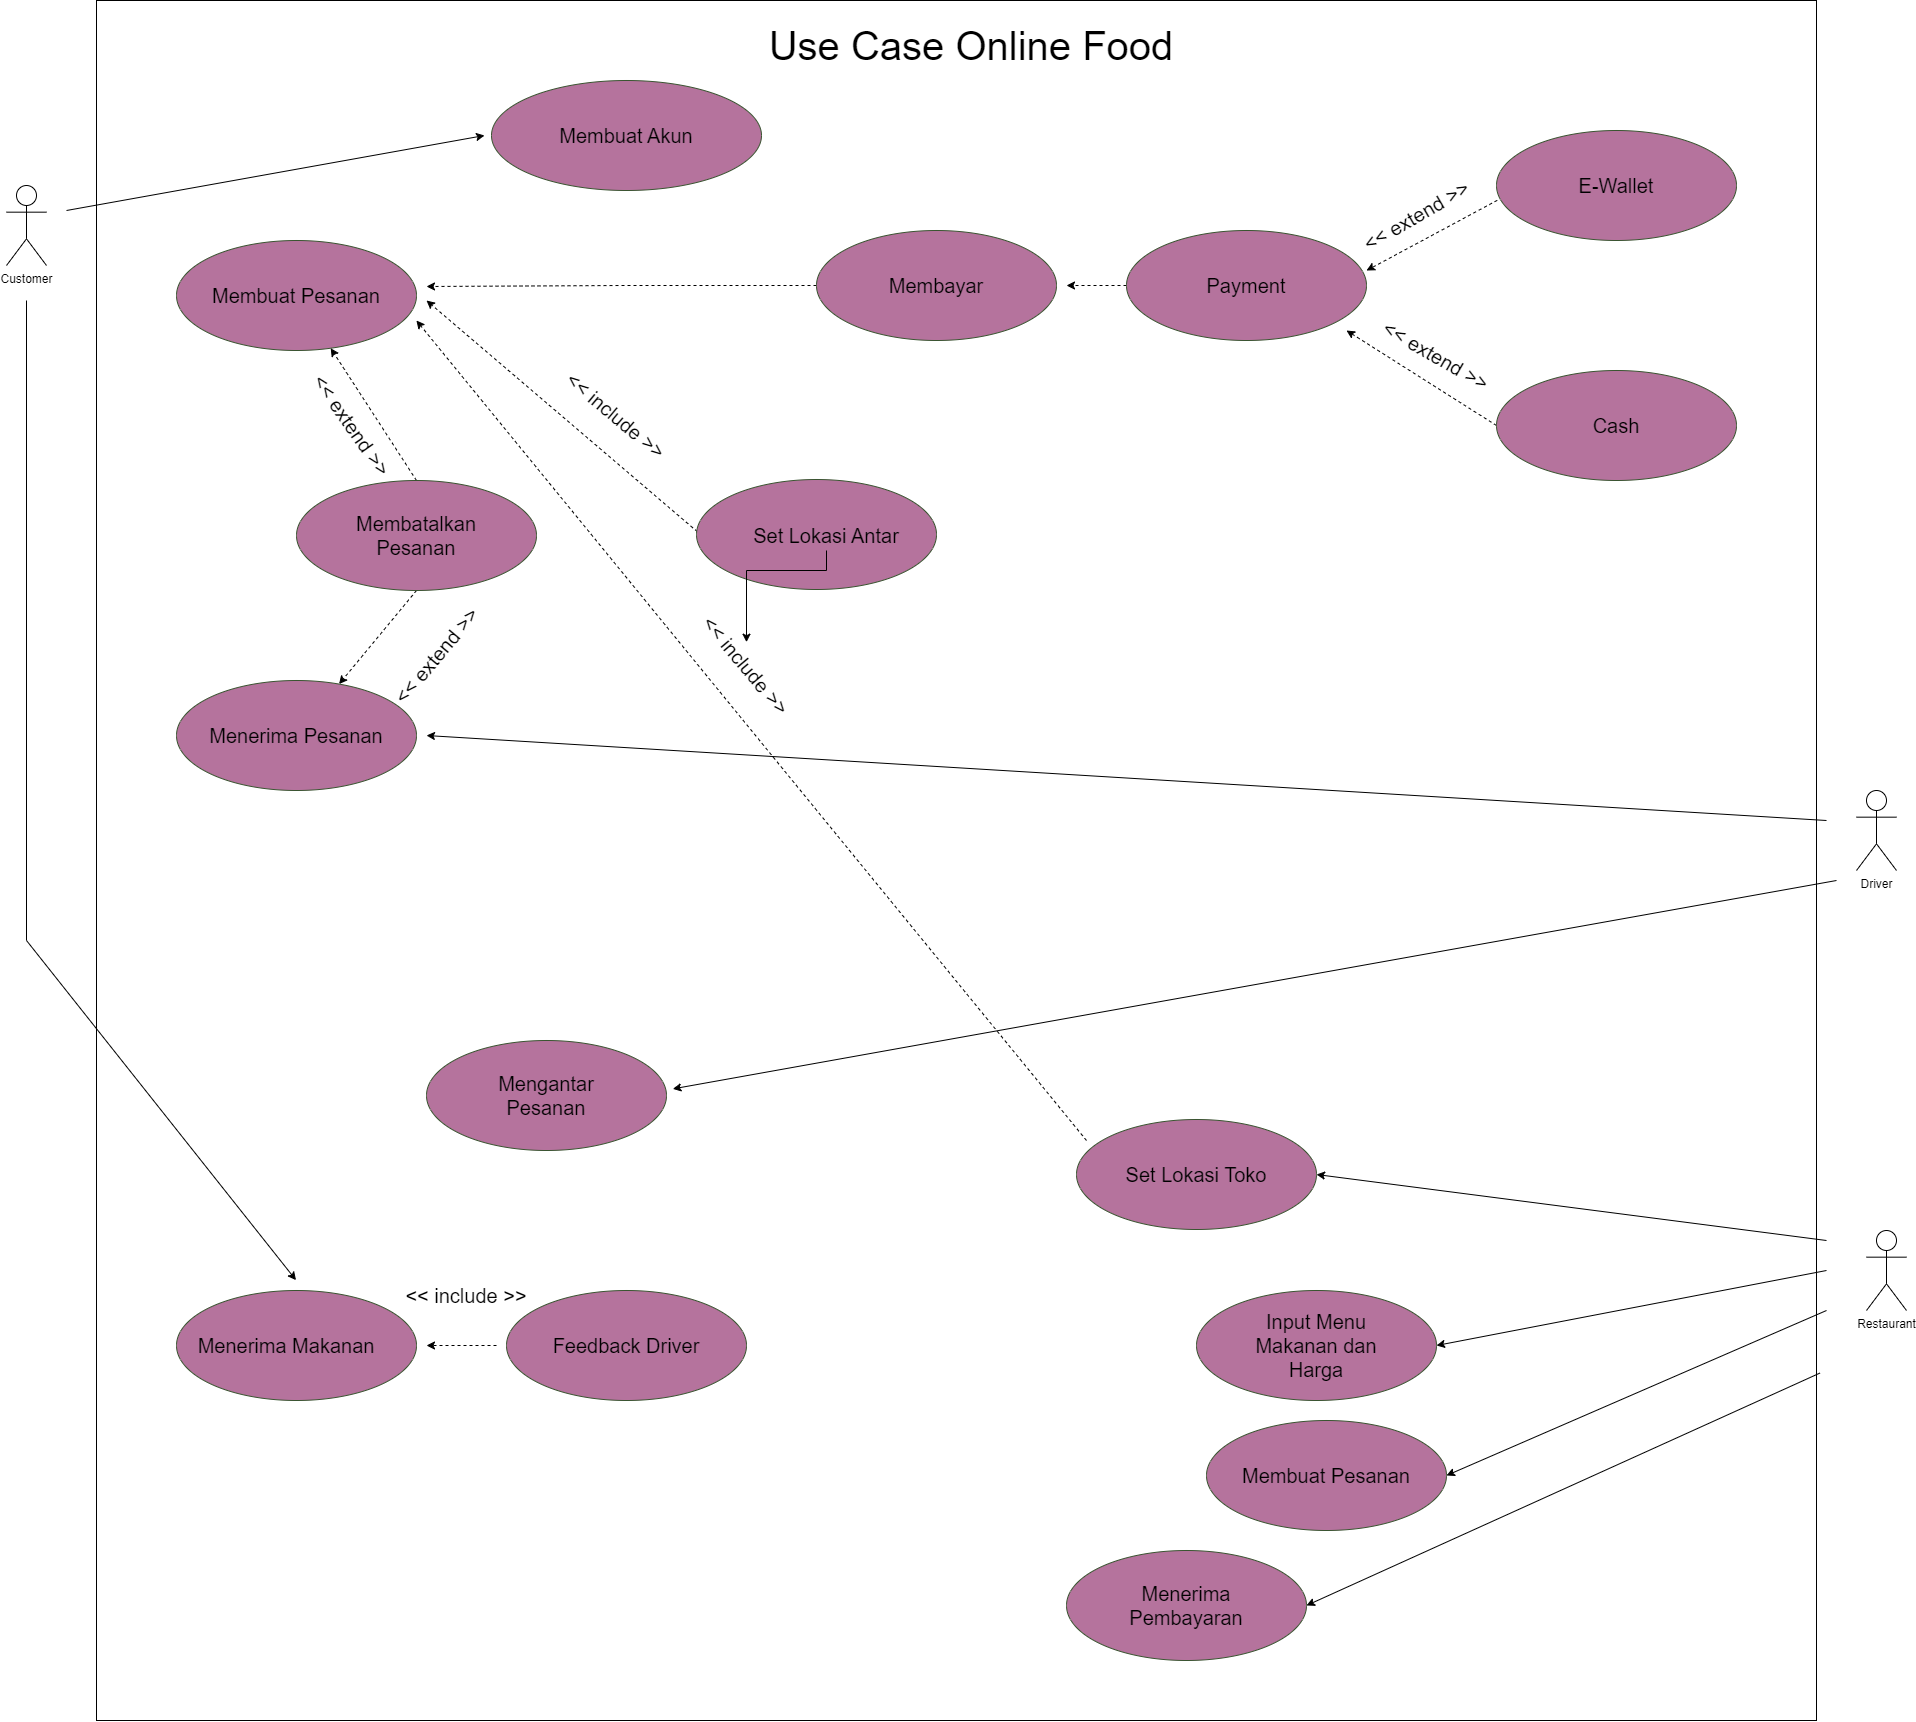 Use Case Online Food
Membuat Akun
E-Wallet
<< extend >>
Customer
Membuat Pesanan
Membayar
Payment
<< extend >>
<< extend >>
<< include >>
Cash
Membatalkan
Pesanan
Set Lokasi Antar
<< extend >>
<< include >>
Menerima Pesanan
Driver
Mengantar
Pesanan
Set Lokasi Toko
<< include >>
Restaurant
Menerima Makanan
Feedback Driver
Input Menu
Makanan dan
Harga
Membuat Pesanan
Menerima
Pembayaran